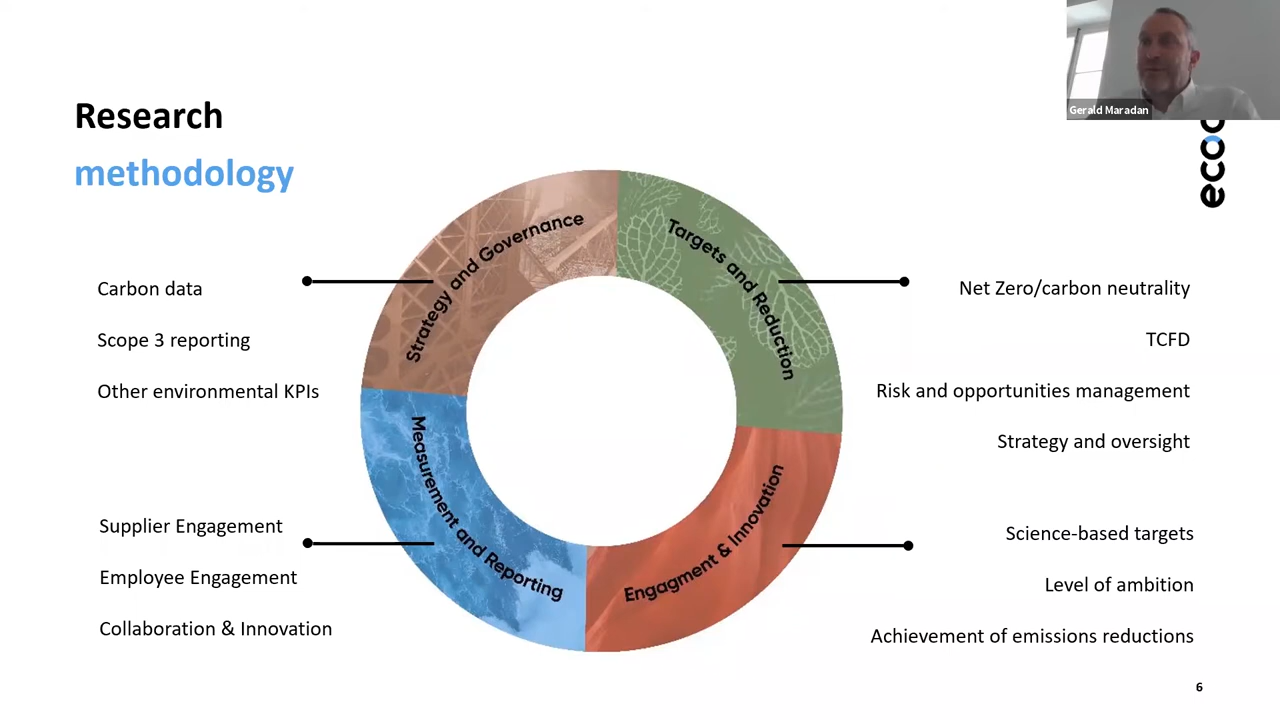 Gerald Maradan
Research
methodology
Strategy and Governance
Targets and Reduction
Carbon data
Scope 3 reporting
Other environmental KPIs
Net Zero/carbon neutrality
TCFD
Risk and opportunities management
Strategy and oversight
Measurement and Reporting
Engagment & Innovation
Supplier Engagement
Employee Engagement
Collaboration & Innovation
Science-based targets
Level of ambition
Achievement of emissions reductions
6